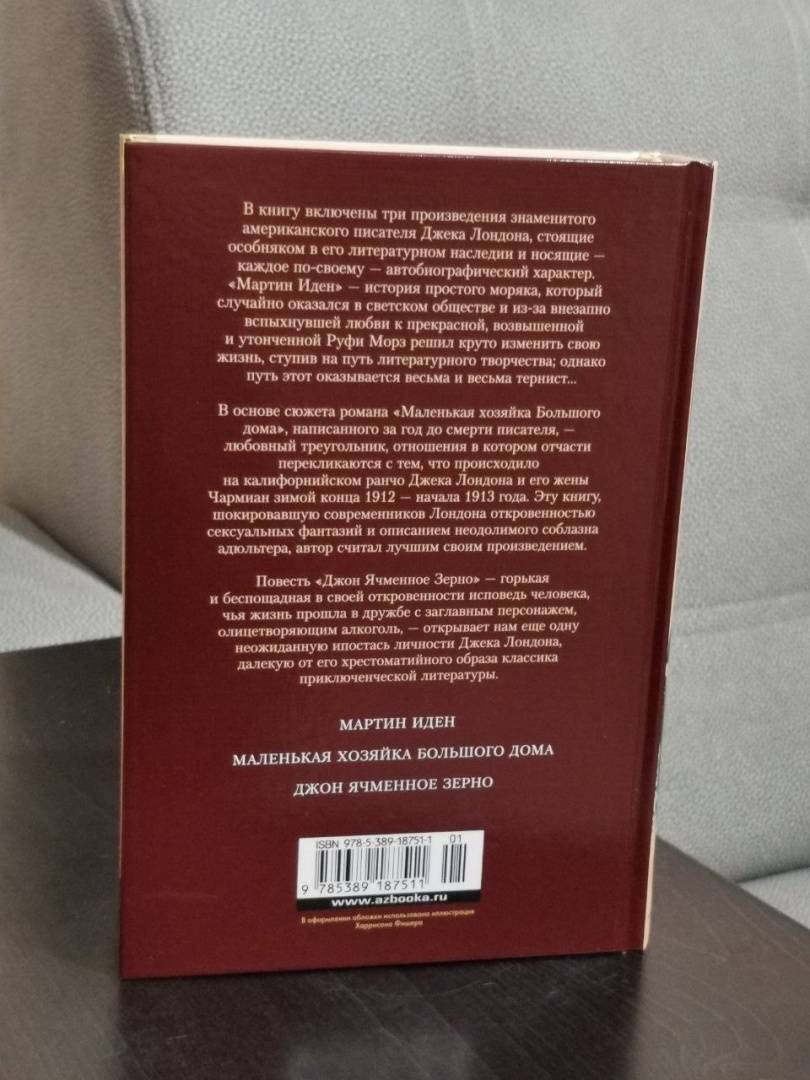 В книгу включены три произведения знаменитого
американского писателя Джека Лондона, стоящие
особняком в его литературном наследии и носящие —
каждое по-своему — автобиографический характер.
«Мартин Иден» — история простого моряка, который
случайно оказался в светском обществе и из-за внезапно
вспыхнувшей любви к прекрасной, возвышенной
и утонченной Руфи Морз решил круто изменить свою
жизнь, ступив на путь литературного творчества; однако
путь этот оказывается весьма и весьма тернист...
В основе сюжета романа «Маленькая хозяйка Большого
дома», написанного за год до смерти писателя, —
любовный треугольник, отношения в котором отчасти
перекликаются с тем, что происходило
на калифорнийском ранчо Джека Лондона и его жены
Чармиан зимой конца 1912 — начала 1913 года. Эту книгу,
шокировавшую современников Лондона откровенностью
сексуальных фантазий и описанием неодолимого соблазна
адюльтера, автор считал лучшим своим произведением.
Повесть «Джон Ячменное Зерно» — горькая
и беспощадная в своей откровенности исповедь человека,
чья жизнь прошла в дружбе с заглавным персонажем,
олицетворяющим алкоголь, — открывает нам еще одну
неожиданную ипостась личности Джека Лондона,
далекую от его хрестоматийного образа классика
приключенческой литературы.
МАРТИН ИДЕН
МАЛЕНЬКАЯ ХОЗЯЙКА БОЛЬШОГО ДОМА
ДЖОН ЯЧМЕННОЕ ЗЕРНО
ISBN 978-5-389-18751-1 01
9 785389 187511
www.azbooka.ru
В оформлении обложки использована иллюстрация
Харрисона Фишера